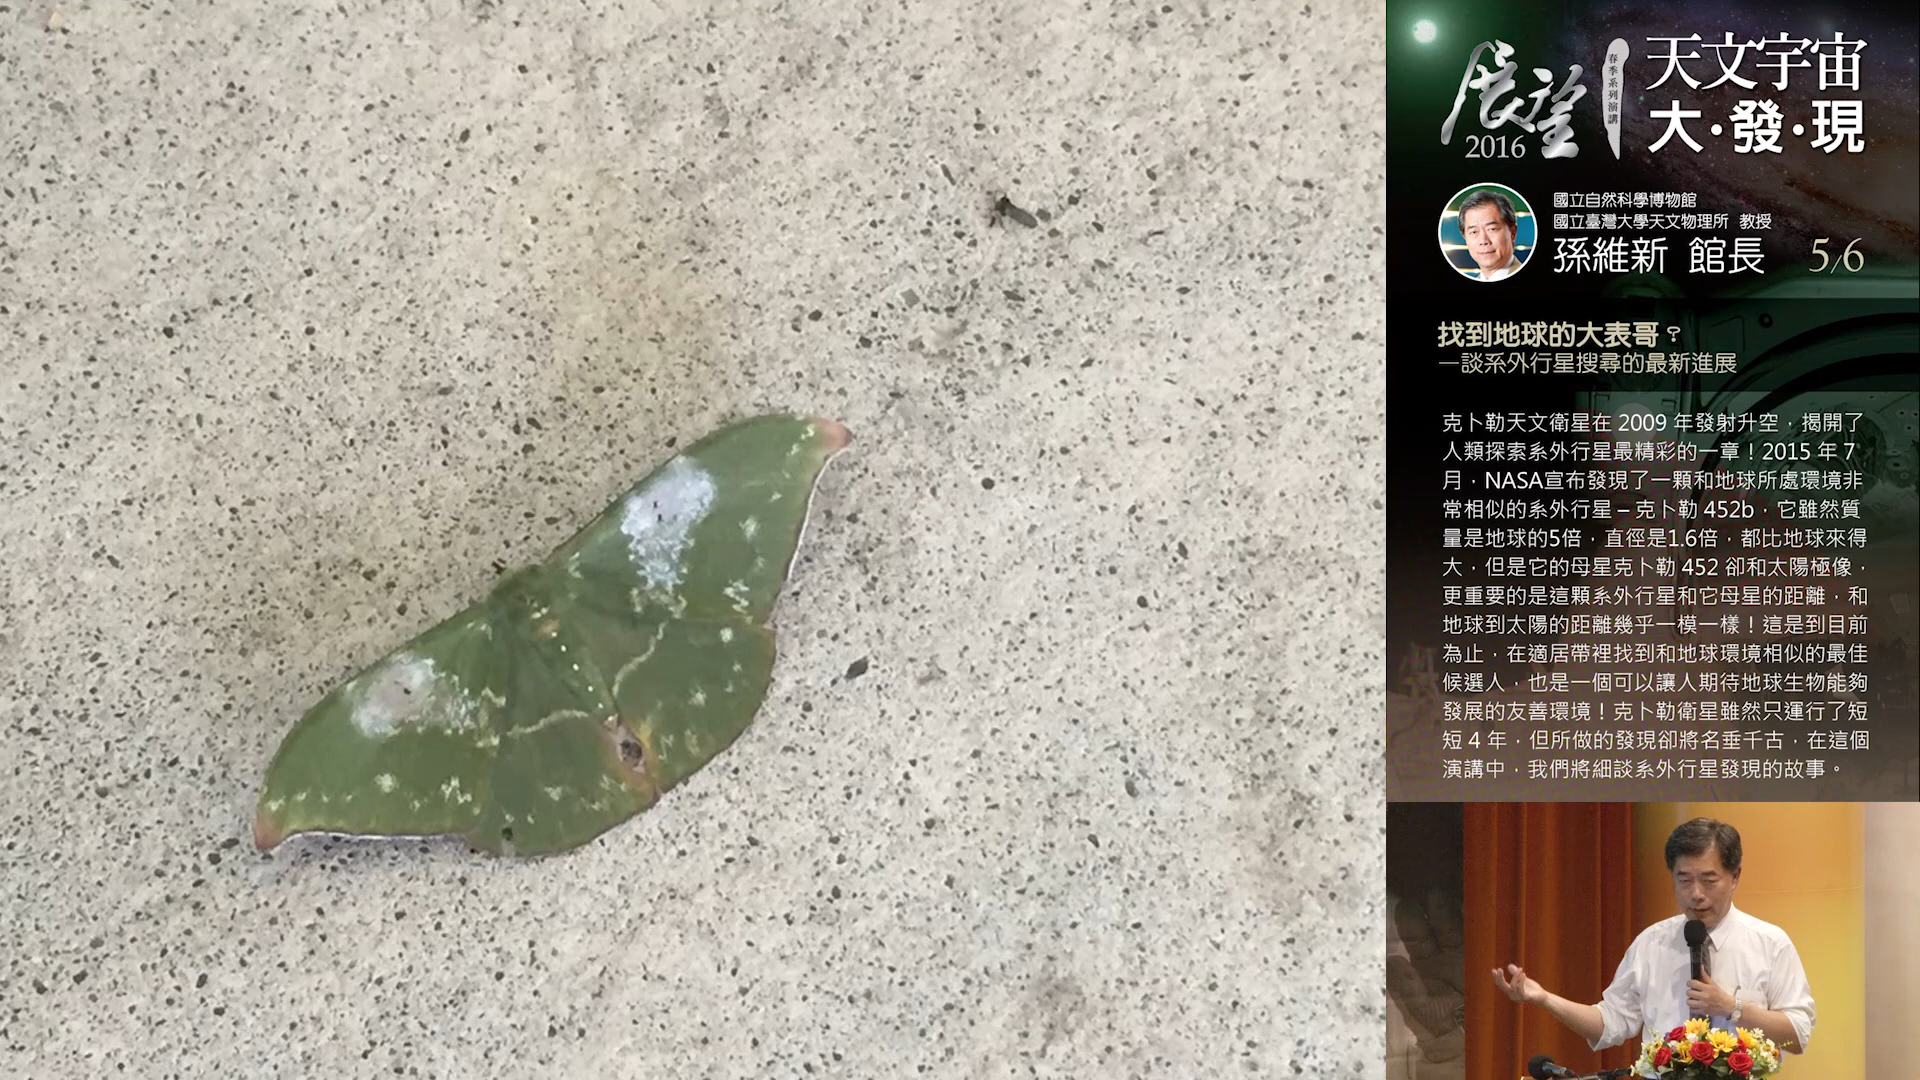 展望
2016
春季系列演講
天文宇宙
大·發·現
國立自然科學博物館
國立臺灣大學天文物理所 教授
孫維新 館長 5/6
找到地球的大表哥？
—談系外行星搜尋的最新進展
克卜勒天文衛星在 2009 年發射升空，揭開了
人類探索系外行星最精彩的一章！2015 年 7
月，NASA宣布發現了一顆和地球所處環境非
常相似的系外行星 – 克卜勒 452b，它雖然質
量是地球的5倍，直徑是1.6倍，都比地球來得
大，但是它的母星克卜勒 452 卻和太陽極像，
更重要的是這顆系外行星和它母星的距離，和
地球到太陽的距離幾乎一模一樣！這是到目前
為止，在適居帶裡找到和地球環境相似的最佳
候選人，也是一個可以讓人期待地球生物能夠
發展的友善環境！克卜勒衛星雖然只運行了短
短 4 年，但所做的發現卻將名垂千古，在這個
演講中，我們將細談系外行星發現的故事。